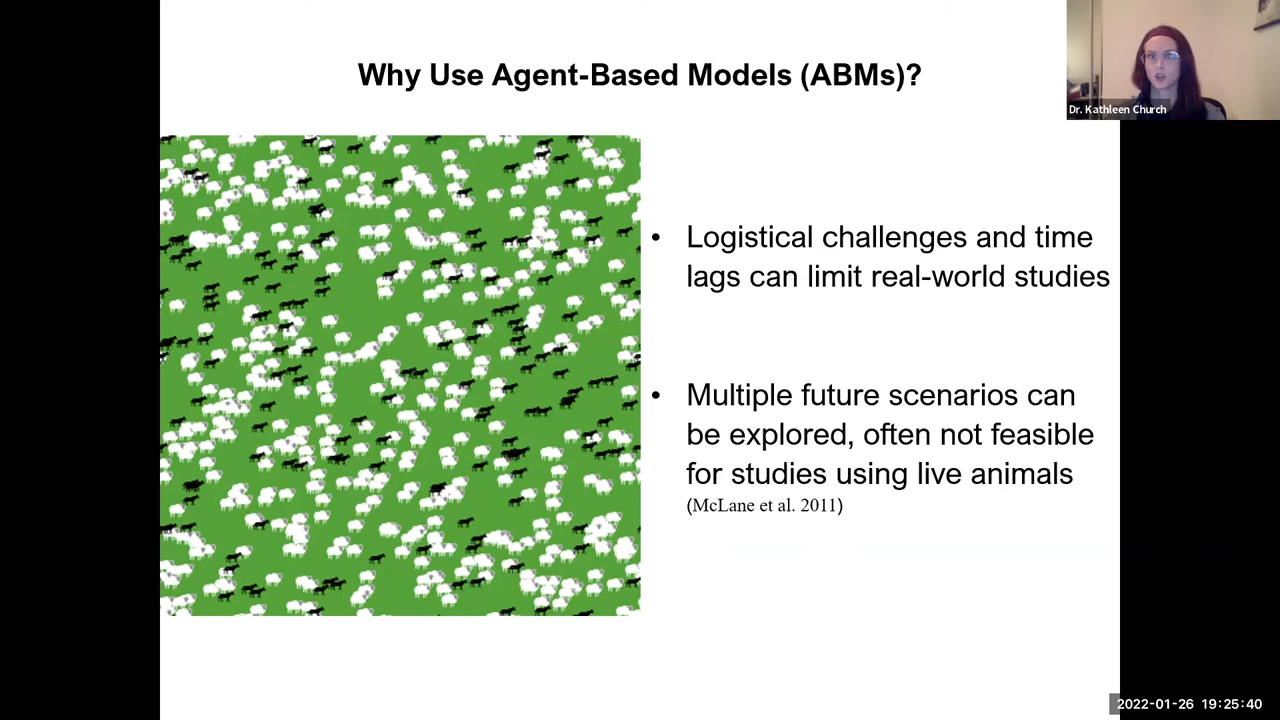 Why Use Agent-Based Models (ABMs)?
Dr. Kathleen Church
• Logistical challenges and time
lags can limit real-world studies
• Multiple future scenarios can
be explored, often not feasible
for studies using live animals
(McLane et al. 2011)
2022-01-26 19:25:40